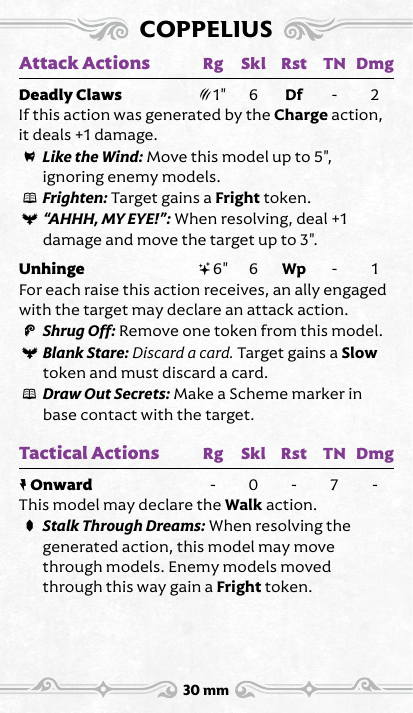 COPPELIUS
Attack Actions Rg Skl Rst TN Dmg
Deadly Claws 1" 6 Df - 2
If this action was generated by the Charge action,
it deals +1 damage.
Like the Wind: Move this model up to 5",
ignoring enemy models.
Frighten: Target gains a Fright token.
“AHHH, MY EYE!”: When resolving, deal +1
damage and move the target up to 3".
Unhinge 6" 6 Wp - 1
For each raise this action receives, an ally engaged
with the target may declare an attack action.
Shrug Off: Remove one token from this model.
Blank Stare: Discard a card. Target gains a Slow
token and must discard a card.
Draw Out Secrets: Make a Scheme marker in
base contact with the target.
Tactical Actions Rg Skl Rst TN Dmg
Onward - 0 - 7 -
This model may declare the Walk action.
Stalk Through Dreams: When resolving the
generated action, this model may move
through models. Enemy models moved
through this way gain a Fright token.
30 mm